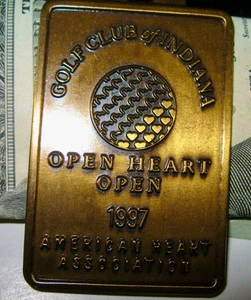 GOLF CLUB of INDIANA
OPEN HEART
OPEN
1997
AMERICAN HEART
ASSOCIATION